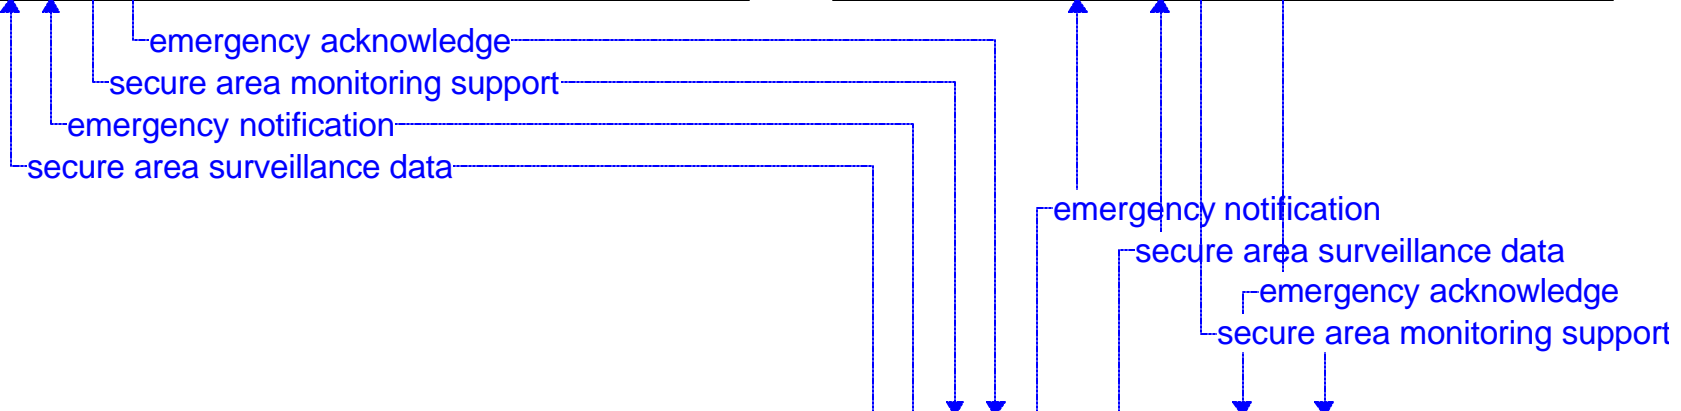 emergency acknowledge
secure area monitoring support
emergency notification
secure area surveillance data
emergency notification
secure area surveillance data
emergency acknowledge
secure area monitoring support